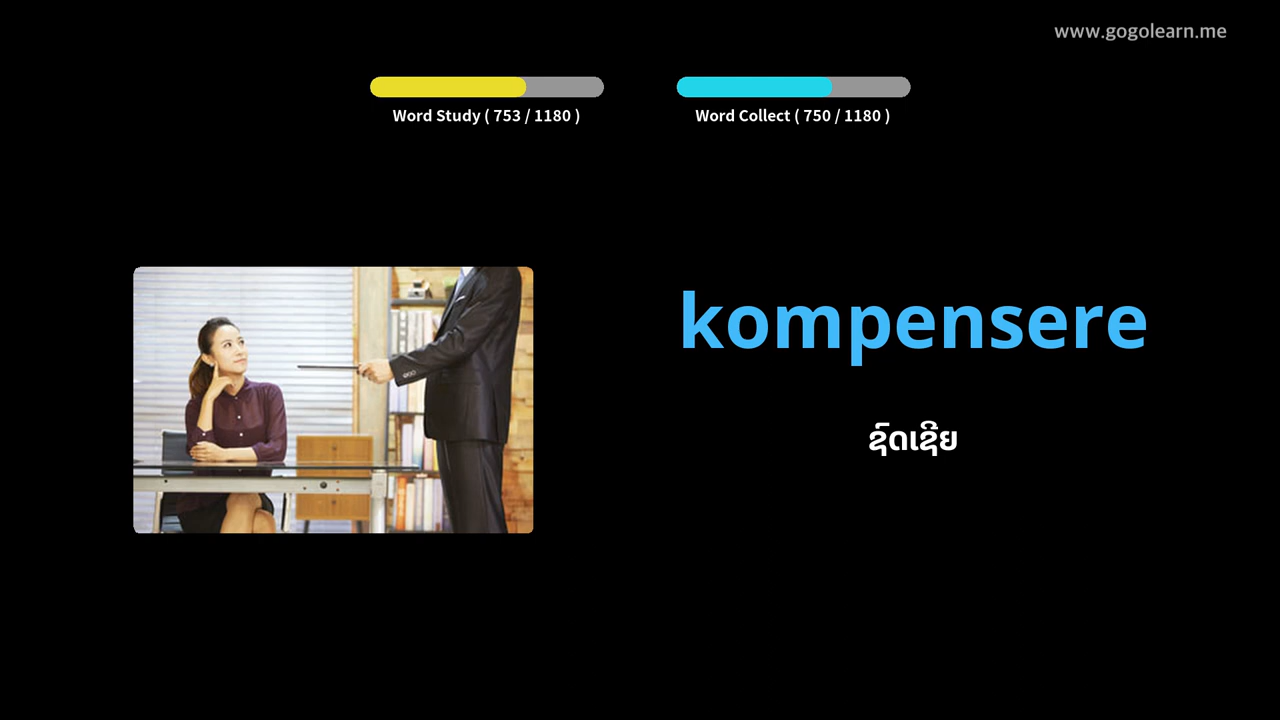 www.gogolearn.me
Word Study ( 753 / 1180 )
Word Collect ( 750 / 1180 )
kompensere
ຊົດເຊີຍ